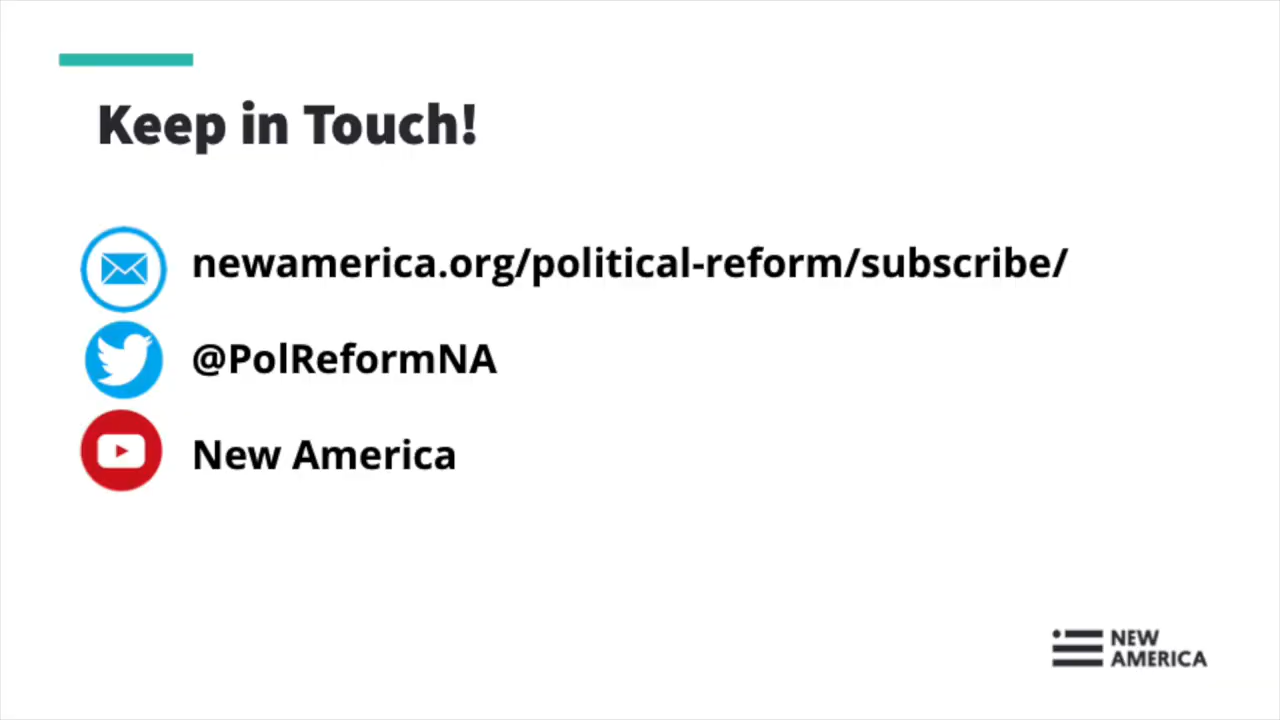 Keep in Touch!
newamerica.org/political-reform/subscribe/
@PolReformNA
New America
NEW
AMERICA